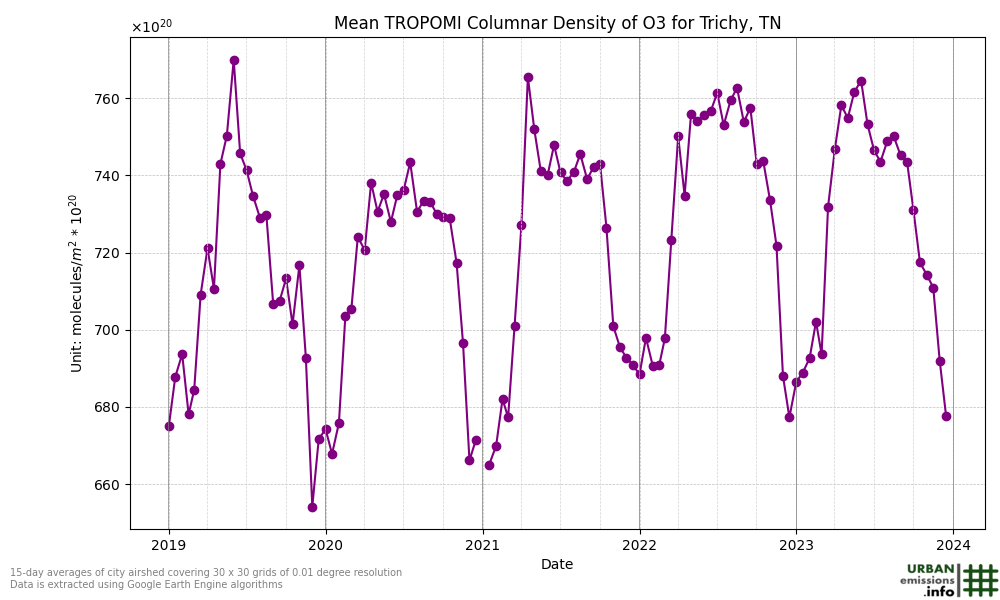 Mean TROPOMI Columnar Density of O3 for Trichy, TN
×10²⁰
760
740
720
700
680
660
Unit: molecules/m² * 10²⁰
2019 2020 2021 2022 2023 2024
Date
15-day averages of city airshed covering 30 x 30 grids of 0.01 degree resolution
Data is extracted using Google Earth Engine algorithms
URBAN
emissions
.info